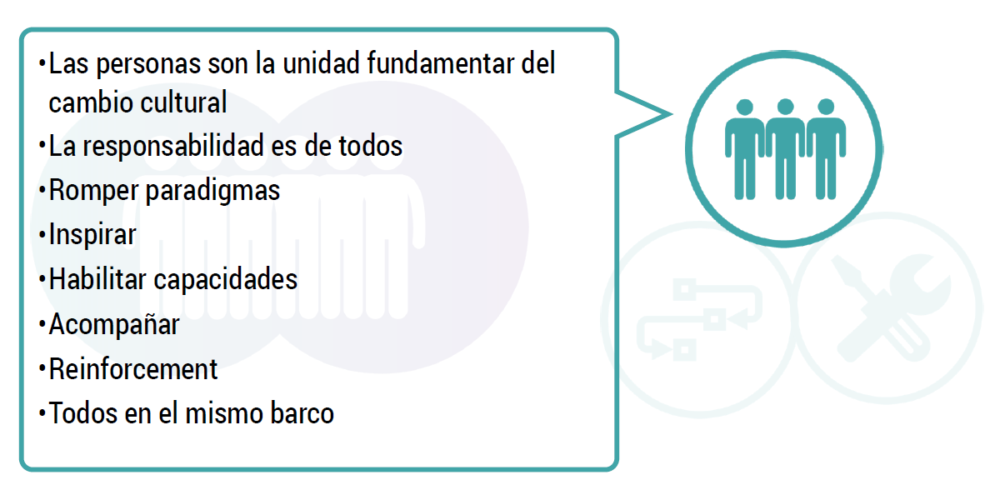 •Las personas son la unidad fundamentar del
cambio cultural
•La responsabilidad es de todos
•Romper paradigmas
•Inspirar
•Habilitar capacidades
•Acompañar
•Reinforcement
•Todos en el mismo barco